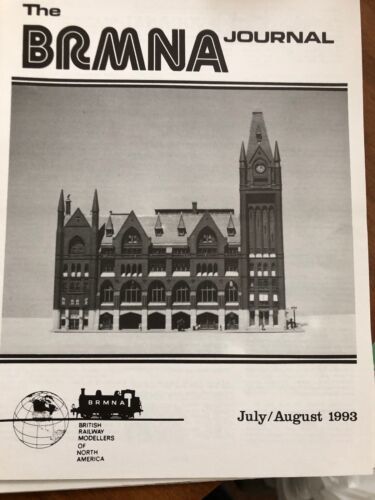 The
BRMNA JOURNAL
BRMNA
BRITISH
RAILWAY
MODELLERS
OF
NORTH
AMERICA
July/August 1993